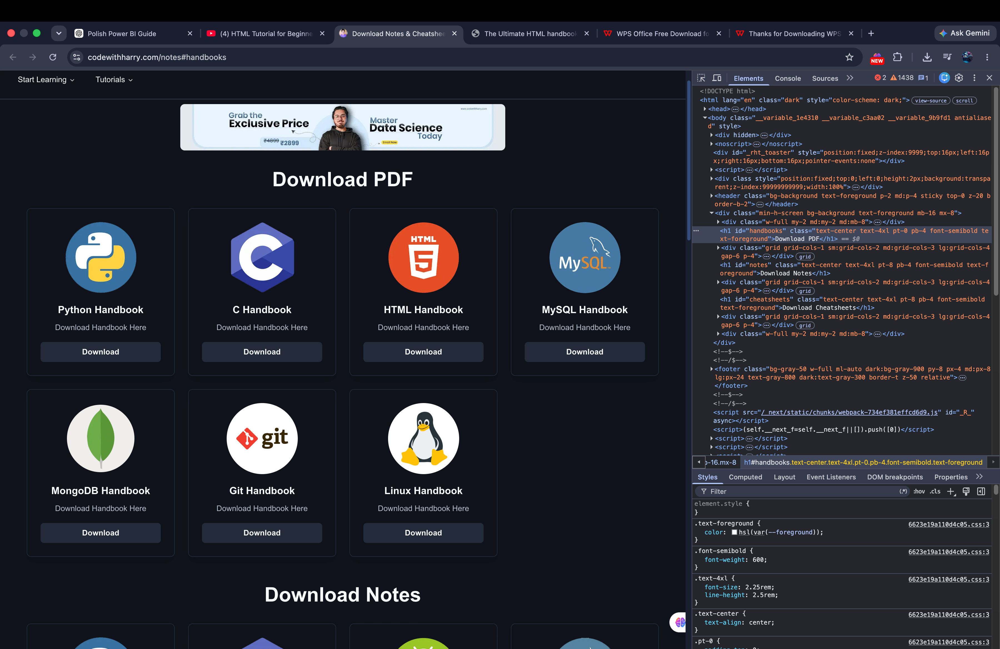 Polish Power BI Guide
(4) HTML Tutorial for Beginne
Download Notes & Cheatshee
The Ultimate HTML handbook
WPS Office Free Download fo
Thanks for Downloading WPS
Ask Gemini
codewithharry.com/notes#handbooks
NEW
Start Learning
Tutorials
www.codewithharry.com
Grab the
Exclusive Price
₹4899 ₹2899
Master
Data Science
Today
Enroll Now
Download PDF
HTML
MySQL
Python Handbook
C Handbook
HTML Handbook
MySQL Handbook
Download Handbook Here
Download Handbook Here
Download Handbook Here
Download Handbook Here
Download
Download
Download
Download
git
MongoDB Handbook
Git Handbook
Linux Handbook
Download Handbook Here
Download Handbook Here
Download Handbook Here
Download
Download
Download
Download Notes
Elements
Console
Sources
2
1438
1
<!DOCTYPE html>
<html lang="en" class="dark" style="color-scheme: dark;"> view-source scroll
<head>…</head>
<body class="__variable_1e4310 __variable_c3aa02 __variable_9b9fd1 antialiase
d" style>
<div hidden>…</div>
<noscript>…</noscript>
<div id="_rht_toaster" style="position:fixed;z-index:9999;top:16px;left:16p
x;right:16px;bottom:16px;pointer-events:none"></div>
<script>…</script>
<div class style="position:fixed;top:0;left:0;height:2px;background:transpa
rent;z-index:99999999999;width:100%">…</div>
<header class="bg-background text-foreground p-2 md:p-4 sticky top-0 z-20 b
order-b-2">…</header>
<div class="min-h-screen bg-background text-foreground mb-16 mx-8">
<div class="w-full my-2 md:my-2 md:mb-8">…</div>
<h1 id="handbooks" class="text-center text-4xl pt-0 pb-4 font-semibold te
xt-foreground">Download PDF</h1> == $0
<div class="grid grid-cols-1 sm:grid-cols-2 md:grid-cols-3 lg:grid-cols-4
gap-6 p-4">…</div> grid
<h1 id="notes" class="text-center text-4xl pt-8 pb-4 font-semibold text-f
oreground">Download Notes</h1>
<div class="grid grid-cols-1 sm:grid-cols-2 md:grid-cols-3 lg:grid-cols-4
gap-6 p-4">…</div> grid
<h1 id="cheatsheets" class="text-center text-4xl pt-8 pb-4 font-semibold
text-foreground">Download Cheatsheets</h1>
<div class="grid grid-cols-1 sm:grid-cols-2 md:grid-cols-3 lg:grid-cols-4
gap-6 p-4">…</div> grid
<div class="w-full my-2 md:my-2 md:mb-8">…</div>
</div>
<!--$-->
<!--/$-->
<footer class="bg-gray-50 w-full ml-auto dark:bg-gray-900 py-8 px-4 md:px-8
lg:px-24 text-gray-800 dark:text-gray-300 border-t z-50 relative">…
</footer>
<!--$-->
<!--/$-->
<script src="/_next/static/chunks/webpack-734ef381effcd6d9.js" id="_R_"
async></script>
<script>(self.__next_f=self.__next_f||[]).push([0])</script>
<script>…</script>
<script>…</script>
-16.mx-8
h1#handbooks.text-center.text-4xl.pt-0.pb-4.font-semibold.text-foreground
Styles
Computed
Layout
Event Listeners
DOM breakpoints
Properties
Filter
(.*)
:hov
.cls
element.style {
}
.text-foreground {
6623e19a110d4c05.css:3
color: hsl(var(--foreground));
}
.font-semibold {
6623e19a110d4c05.css:3
font-weight: 600;
}
.text-4xl {
6623e19a110d4c05.css:3
font-size: 2.25rem;
line-height: 2.5rem;
}
.text-center {
6623e19a110d4c05.css:3
text-align: center;
}
.pt-0 {
6623e19a110d4c05.css:3